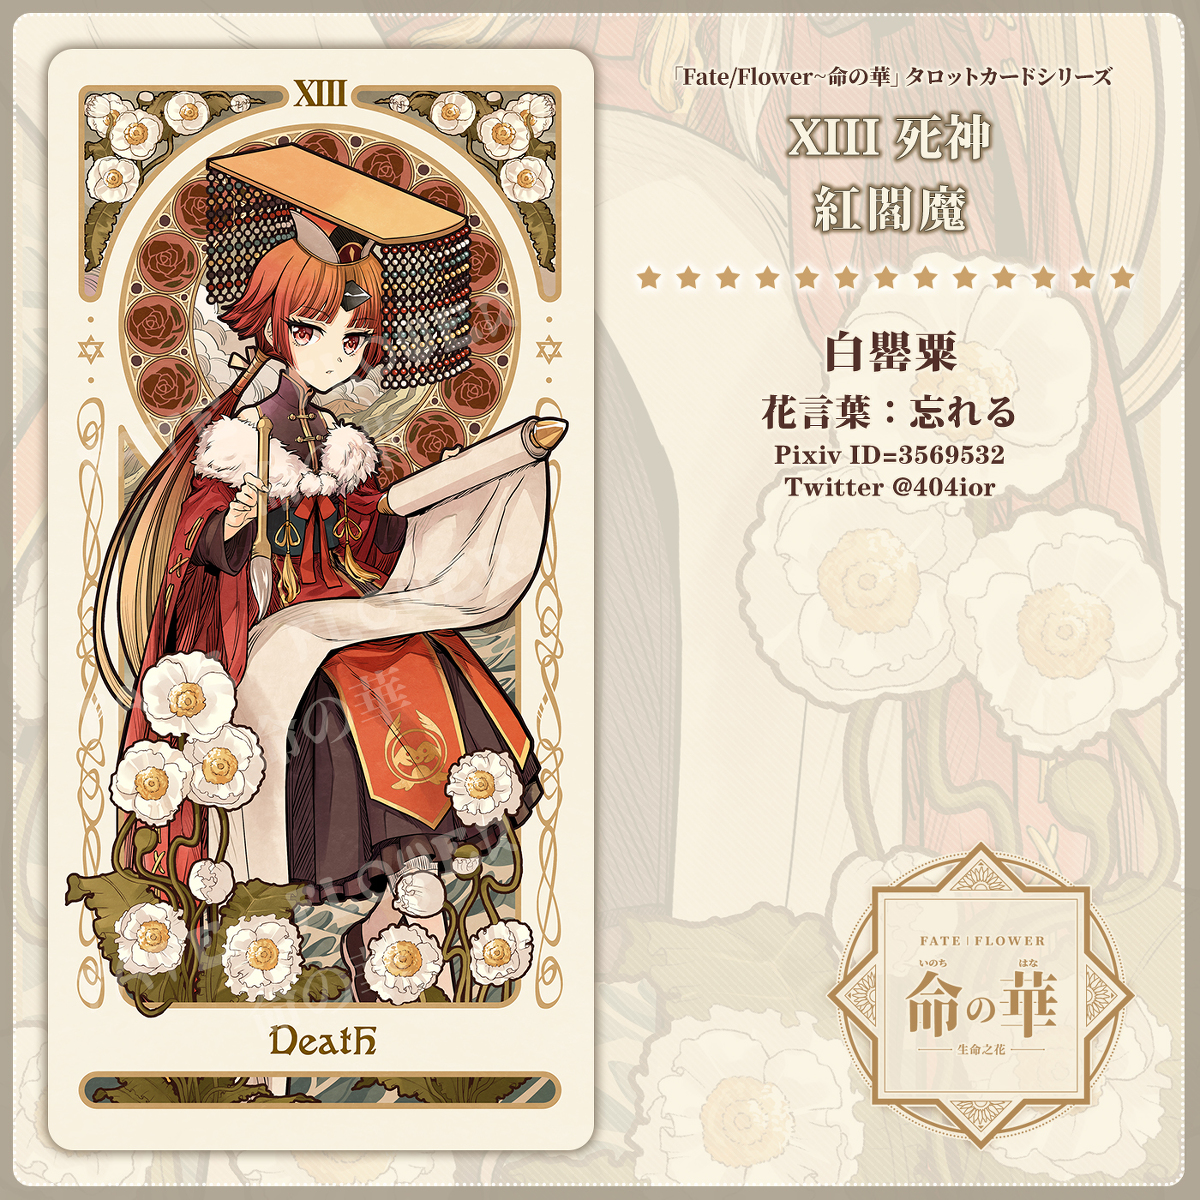 XIII
Death
「Fate/Flower~命の華」タロットカードシリーズ
XIII 死神
紅閻魔
白罌粟
花言葉：忘れる
Pixiv ID=3569532
Twitter @404ior
FATE | FLOWER
いのち はな
命の華
生命之花